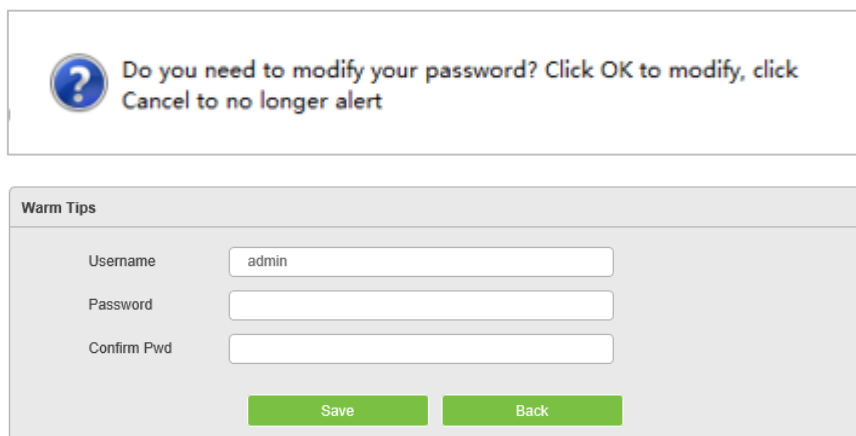 Do you need to modify your password? Click OK to modify, click
Cancel to no longer alert
Warm Tips
Username
admin
Password
Confirm Pwd
Save
Back